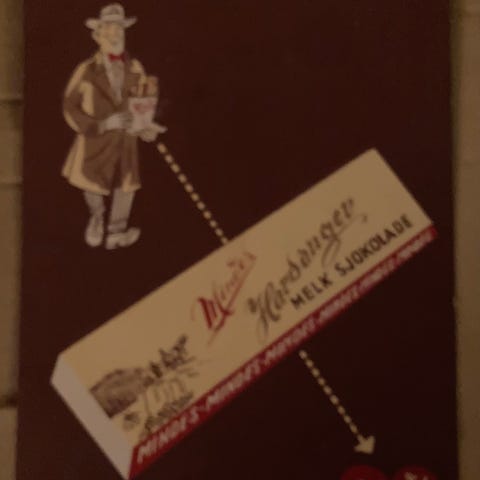 Minde's
Hardanger
MELK SJOKOLADE
MINDES · MINDES · MINDES · MINDES · MINDES · MINDES